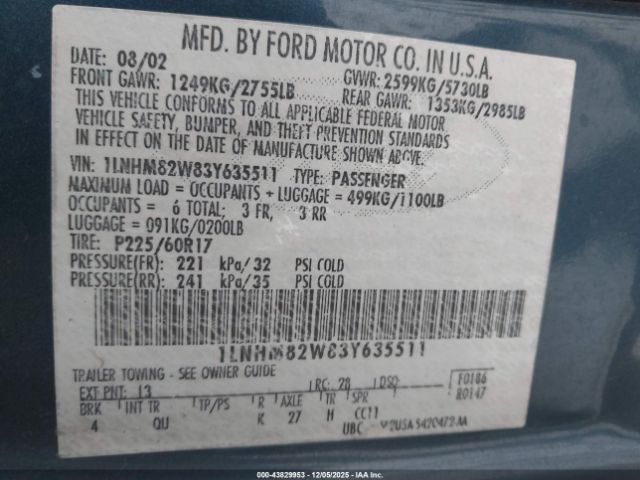 MFD. BY FORD MOTOR CO. IN U.S.A.
DATE: 08/02 GVWR: 2599KG/5730LB
FRONT GAWR: 1249KG/2755LB REAR GAWR: 1353KG/2985LB
THIS VEHICLE CONFORMS TO ALL APPLICABLE FEDERAL MOTOR
VEHICLE SAFETY, BUMPER, AND THEFT PREVENTION STANDARDS
IN EFFECT ON THE DATE OF MANUFACTURE SHOWN ABOVE.
VIN: 1LNHM82W83Y635511 TYPE: PASSENGER
MAXIMUM LOAD = OCCUPANTS + LUGGAGE = 499KG/1100LB
OCCUPANTS = 6 TOTAL; 3 FR, 3 RR
LUGGAGE = 091KG/0200LB
TIRE: P225/60R17
PRESSURE(FR): 221 kPa/32 PSI COLD
PRESSURE(RR): 241 kPa/35 PSI COLD
1LNHM82W83Y635511
TRAILER TOWING - SEE OWNER GUIDE
EXT PNT: 13 RC: 28 DSO: F0186 R0147
BRK INT TR TP/PS R AXLE TR SPR
4 QU K 27 H CC11
UBC
000-43829953 - 12/05/2025 - IAAI.COM